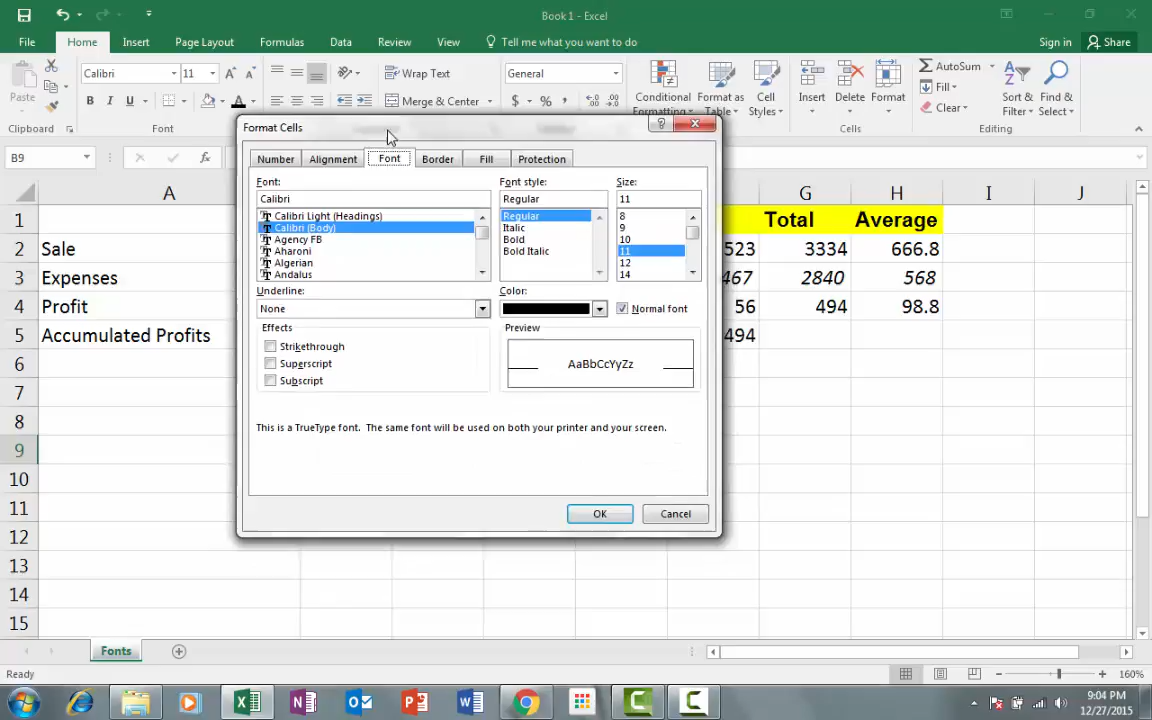 Book1 - Excel
File Home Insert Page Layout Formulas Data Review View Tell me what you want to do Sign in Share
Paste Calibri 11 Wrap Text General Conditional Formatting Format as Table Cell Styles Insert Delete Format AutoSum Fill Clear Sort & Filter Find & Select
B I U A Merge & Center $ % ,
Clipboard Font Cells Editing
B9 fx
Format Cells
Number Alignment Font Border Fill Protection
Font: Font style: Size:
Calibri Regular 11
Calibri Light (Headings) Regular 8
Calibri (Body) Italic 9
Agency FB Bold 10
Aharoni Bold Italic 11
Algerian 12
Andalus 14
Underline: Color:
None Normal font
Effects Preview
Strikethrough
Superscript AaBbCcYyZz
Subscript
This is a TrueType font.  The same font will be used on both your printer and your screen.
OK Cancel
A G H I J
1 Total Average
2 Sale 523 3334 666.8
3 Expenses 467 2840 568
4 Profit 56 494 98.8
5 Accumulated Profits 494
6
7
8
9
10
11
12
13
14
15
Fonts
Ready 160%
9:04 PM
12/27/2015